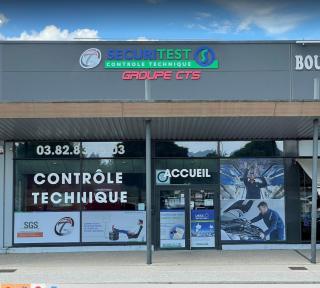 SECURITEST
CONTROLE TECHNIQUE
GROUPE CTS
BOU
ACCUEIL
CONTRÔLE
TECHNIQUE
SGS